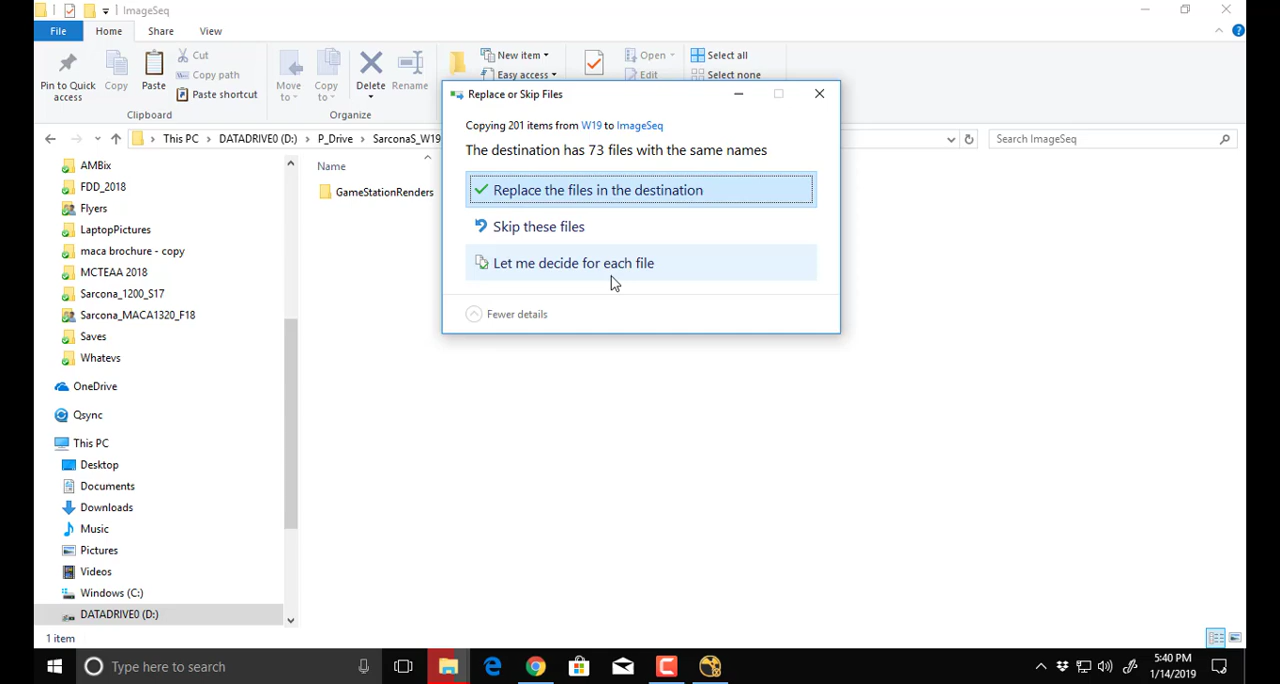 ImageSeq
File
Home
Share
View
Pin to Quick access
Copy
Paste
Cut
Copy path
Paste shortcut
Clipboard
Move to
Copy to
Delete
Rename
Organize
New item
Easy access
Open
Edit
Select all
Select none
This PC
DATADRIVE0 (D:)
P_Drive
SarconaS_W19
Search ImageSeq
AMBix
FDD_2018
Flyers
LaptopPictures
maca brochure - copy
MCTEAA 2018
Sarcona_1200_S17
Sarcona_MACA1320_F18
Saves
Whatevs
OneDrive
Qsync
This PC
Desktop
Documents
Downloads
Music
Pictures
Videos
Windows (C:)
DATADRIVE0 (D:)
1 item
Name
GameStationRenders
Replace or Skip Files
Copying 201 items from W19 to ImageSeq
The destination has 73 files with the same names
Replace the files in the destination
Skip these files
Let me decide for each file
Fewer details
Type here to search
5:40 PM
1/14/2019